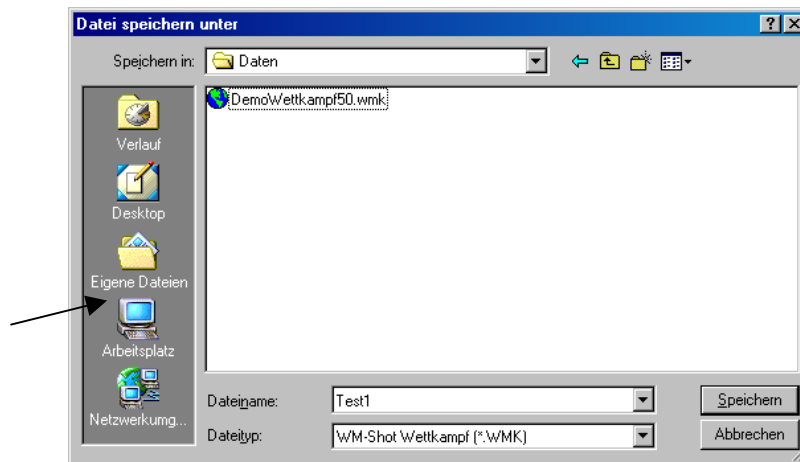 Datei speichern unter
Speichern in:
Daten
DemoWettkampf50.wmk
Verlauf
Desktop
Eigene Dateien
Arbeitsplatz
Netzwerkumg...
Dateiname:
Test1
Speichern
Dateityp:
WM-Shot Wettkampf (*.WMK)
Abbrechen